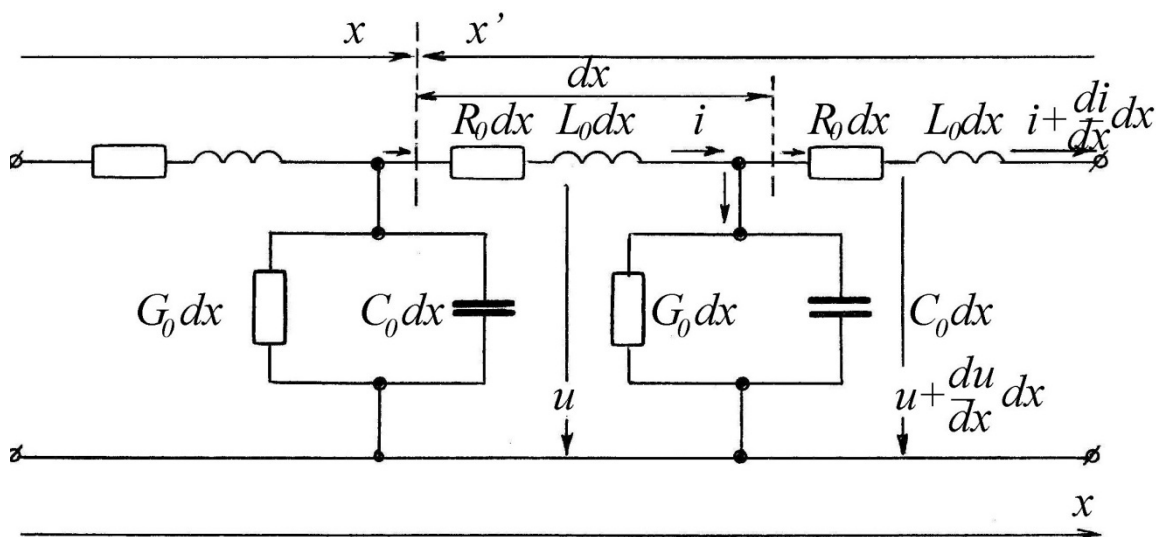 x x’
dx
R₀dx L₀dx i R₀dx L₀dx i+di/dx dx
G₀dx C₀dx G₀dx C₀dx
u u+du/dx dx
x